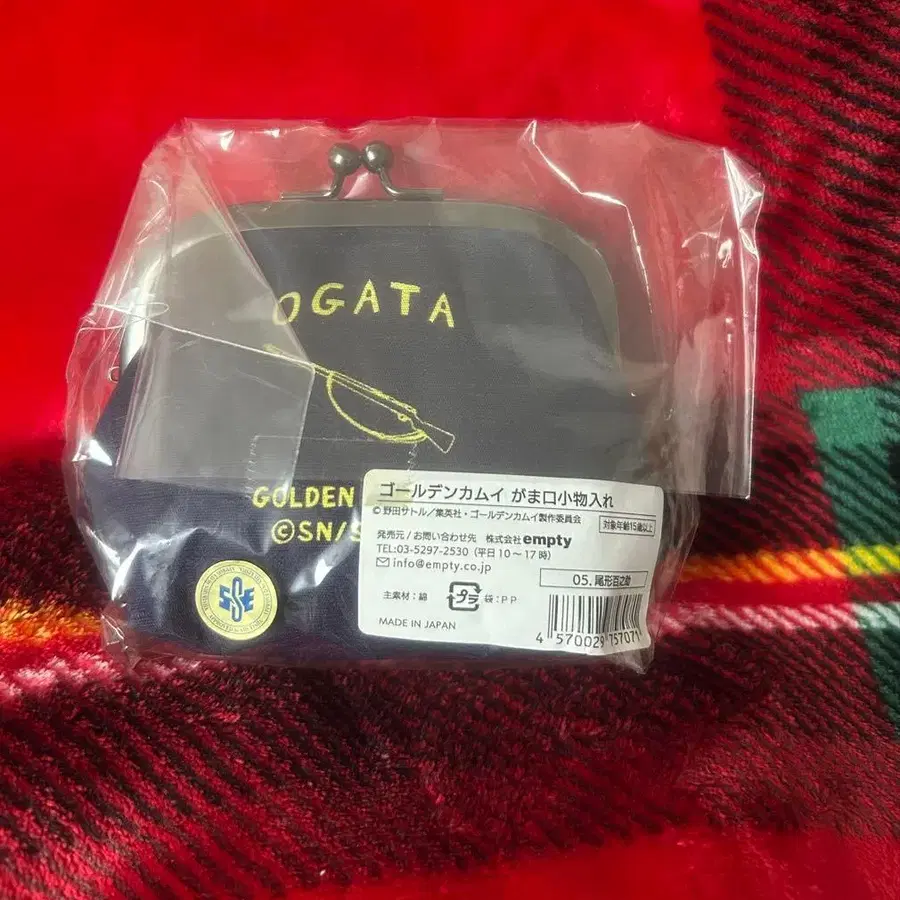 OGATA
GOLDEN
©SN/S
ゴールデンカムイ がま口小物入れ
©野田サトル／集英社・ゴールデンカムイ製作委員会
対象年齢15歳以上
発売元／お問い合わせ先 株式会社empty
TEL:03-5297-2530（平日10～17時）
info@empty.co.jp
05.尾形百之助
主素材：綿 プラ 袋：PP
MADE IN JAPAN
4 570029 757071